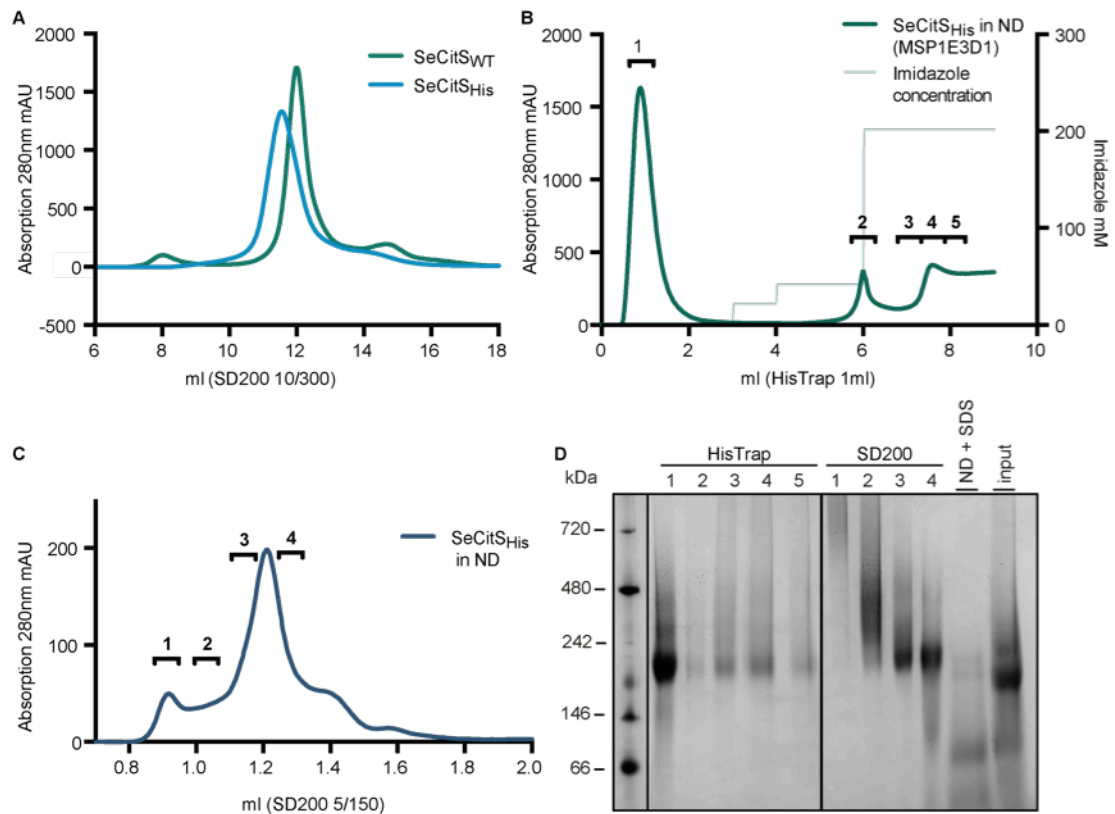 A
2000
1500
1000
500
0
-500
Absorption 280nm mAU
SeCitSWT
SeCitSHis
6 8 10 12 14 16 18
ml (SD200 10/300)
B
2000
1500
1000
500
0
Absorption 280nm mAU
1
2 3 4 5
SeCitSHis in ND
(MSP1E3D1)
Imidazole
concentration
300
200
100
0
Imidazole mM
0 2 4 6 8 10
ml (HisTrap 1ml)
C
200
100
0
Absorption 280nm mAU
1 2 3 4
SeCitSHis
in ND
0.8 1.0 1.2 1.4 1.6 1.8 2.0
ml (SD200 5/150)
D
kDa
HisTrap SD200
1 2 3 4 5 1 2 3 4
ND + SDS
input
720
480
242
146
66